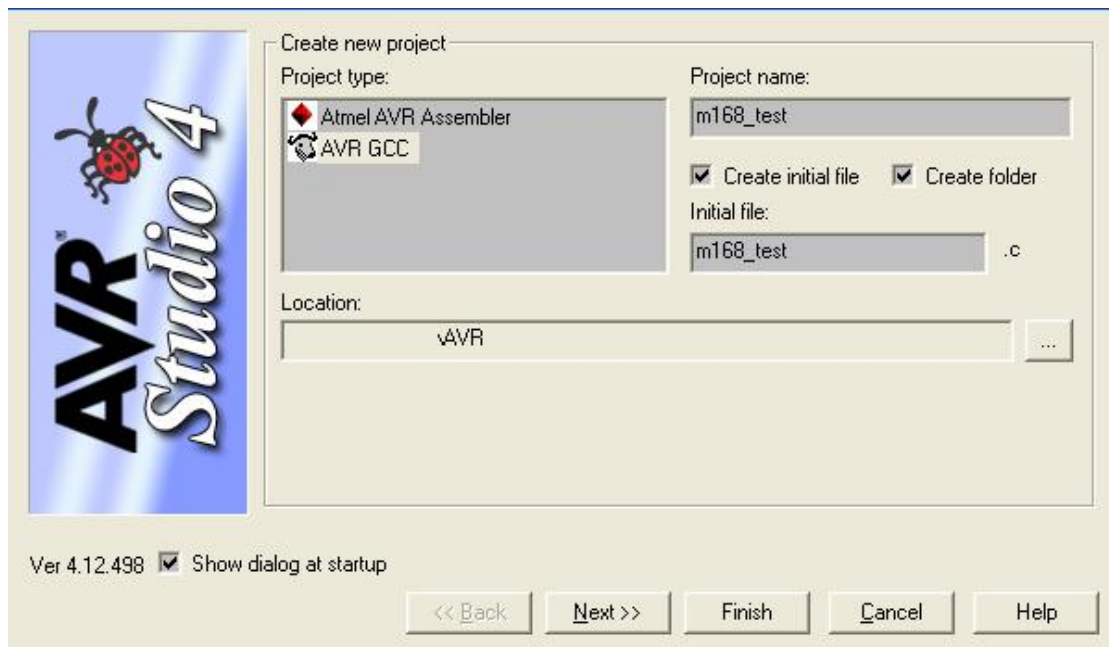 AVR® Studio 4
Create new project
Project type:
Atmel AVR Assembler
AVR GCC
Project name:
m168_test
Create initial file
Create folder
Initial file:
m168_test
.c
Location:
\AVR
...
Ver 4.12.498
Show dialog at startup
<< Back
Next >>
Finish
Cancel
Help